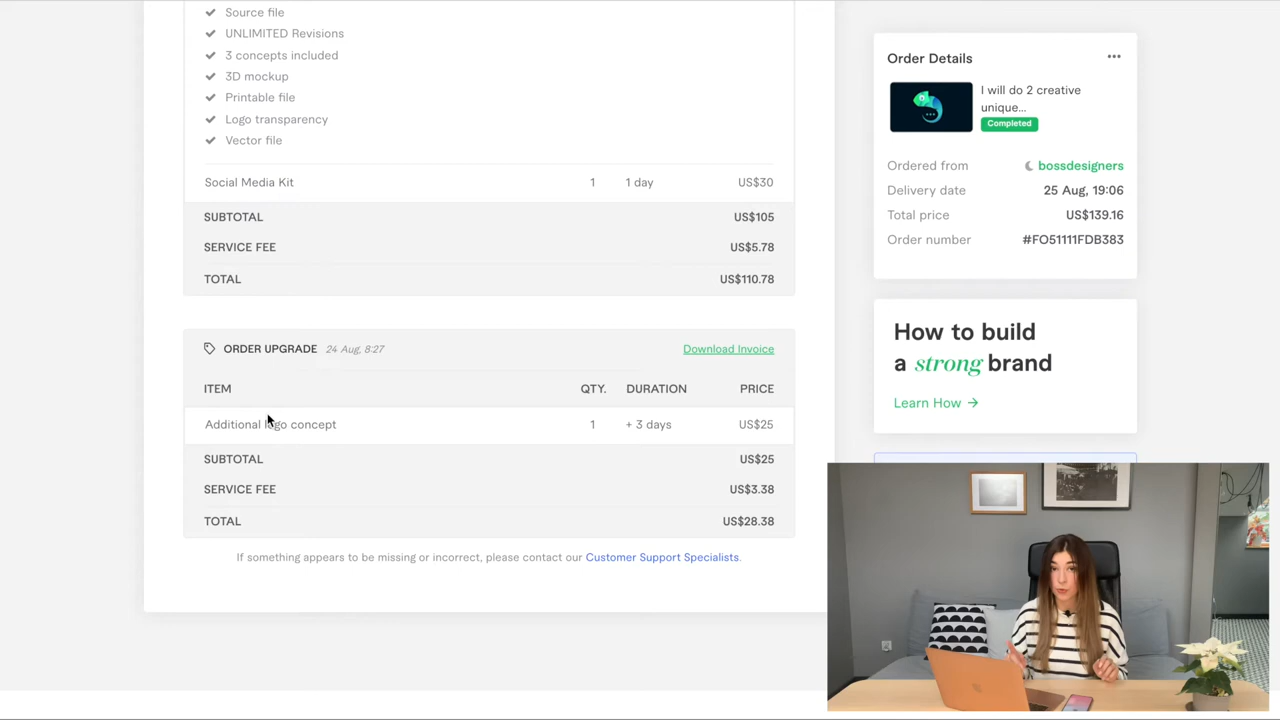 Source file
UNLIMITED Revisions
3 concepts included
3D mockup
Printable file
Logo transparency
Vector file
Social Media Kit 1 1 day US$30
SUBTOTAL US$105
SERVICE FEE US$5.78
TOTAL US$110.78
ORDER UPGRADE 24 Aug, 8:27 Download Invoice
ITEM QTY. DURATION PRICE
Additional logo concept 1 + 3 days US$25
SUBTOTAL US$25
SERVICE FEE US$3.38
TOTAL US$28.38
If something appears to be missing or incorrect, please contact our Customer Support Specialists.
Order Details
I will do 2 creative
unique...
Completed
Ordered from bossdesigners
Delivery date 25 Aug, 19:06
Total price US$139.16
Order number #FO51111FDB383
How to build
a strong brand
Learn How →